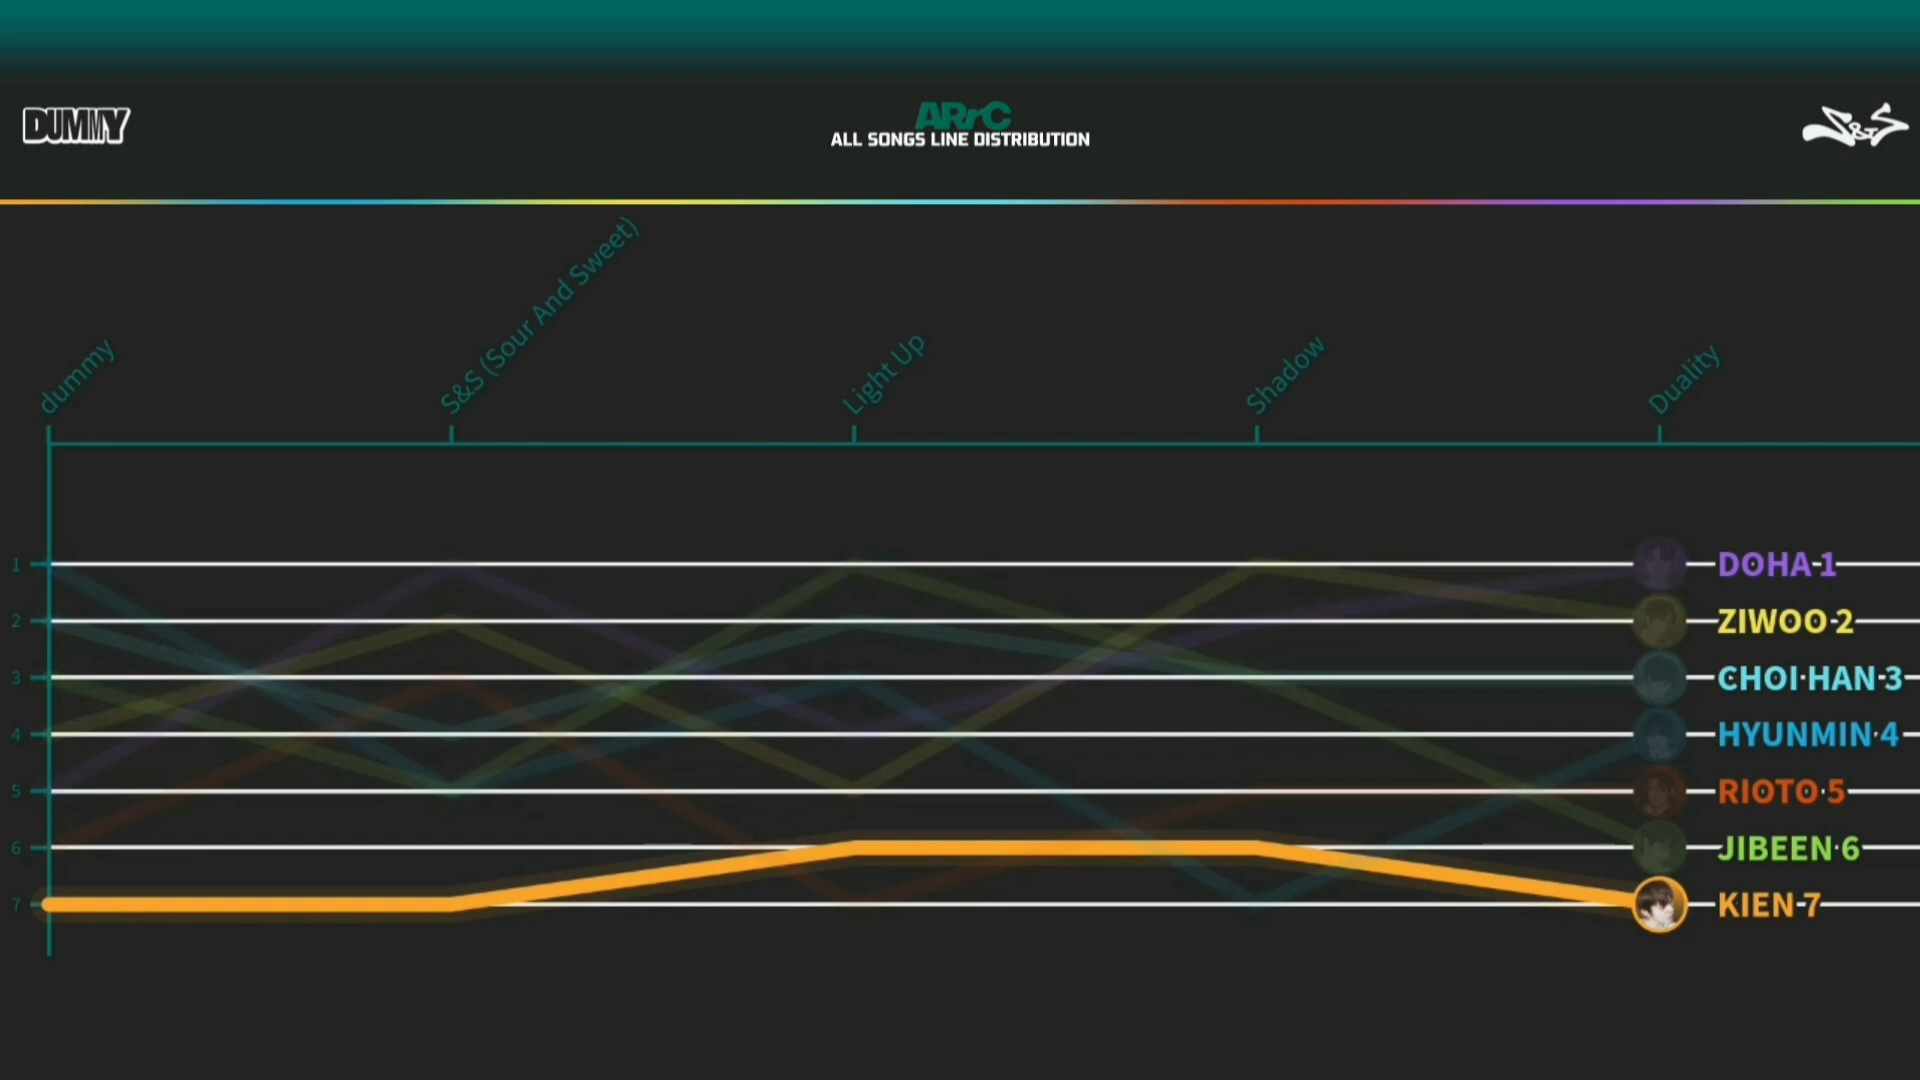 DUMMY
ARrC
ALL SONGS LINE DISTRIBUTION
S&S
dummy
S&S (Sour And Sweet)
Light Up
Shadow
Duality
1
2
3
4
5
6
7
DOHA 1
ZIWOO 2
CHOI HAN 3
HYUNMIN 4
RIOTO 5
JIBEEN 6
KIEN 7